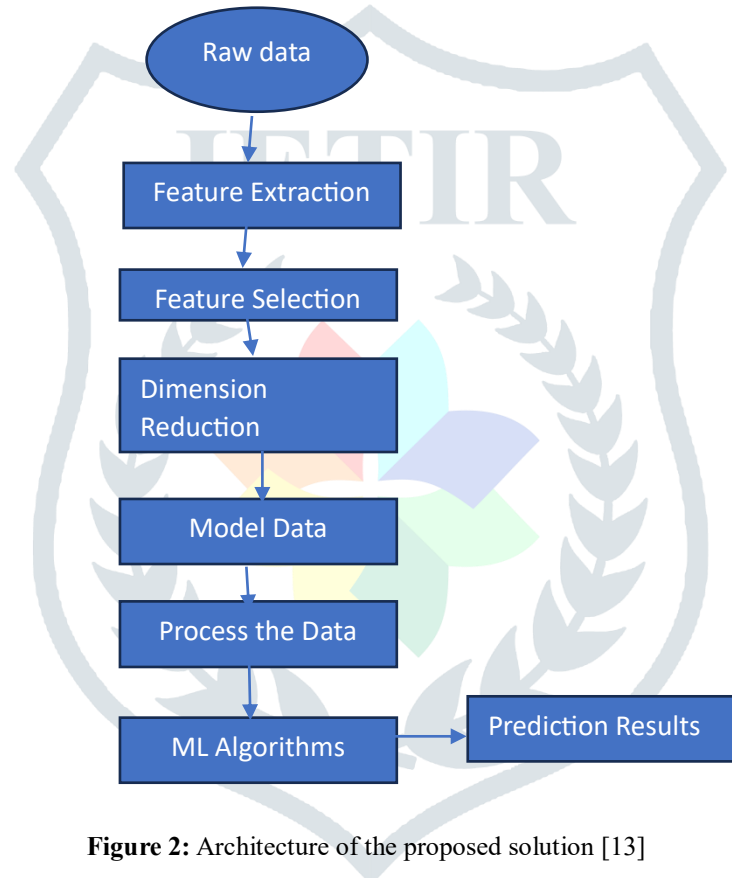 Raw data
JETIR
Feature Extraction
Feature Selection
Dimension
Reduction
Model Data
Process the Data
ML Algorithms
Prediction Results
Figure 2: Architecture of the proposed solution [13]